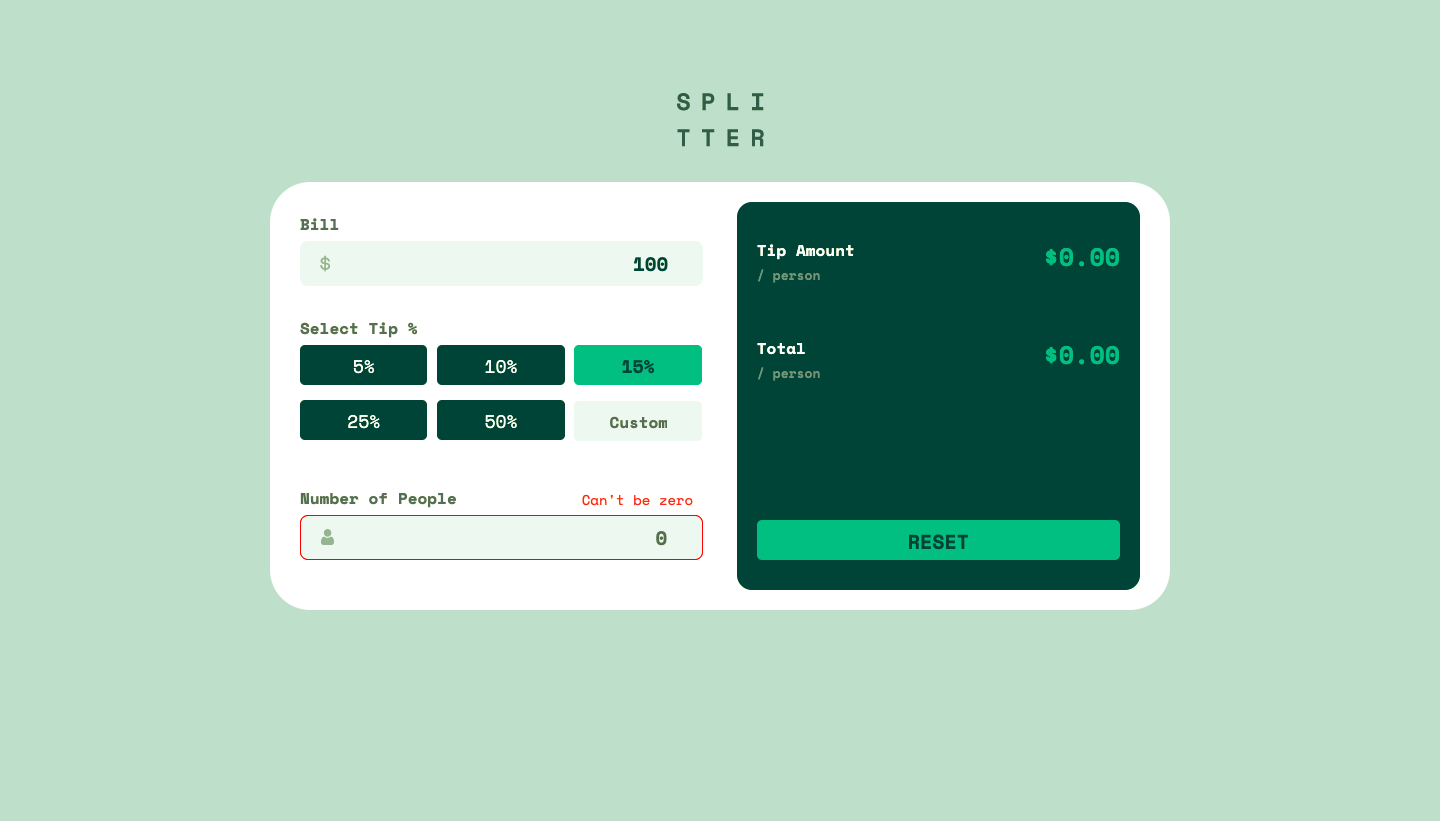 SPLI
TTER
Bill
$ 100
Select Tip %
5% 10% 15%
25% 50% Custom
Number of People Can't be zero
0
Tip Amount $0.00
/ person
Total $0.00
/ person
RESET